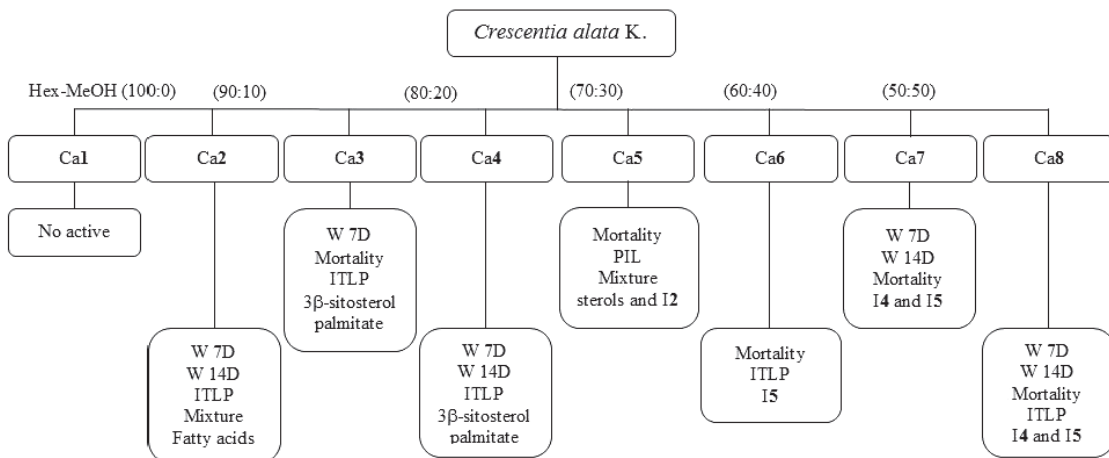 Crescentia alata K.
Hex-MeOH (100:0) (90:10) (80:20) (70:30) (60:40) (50:50)
Ca1 Ca2 Ca3 Ca4 Ca5 Ca6 Ca7 Ca8
No active
W 7D
W 14D
ITLP
Mixture
Fatty acids
W 7D
Mortality
ITLP
3β-sitosterol
palmitate
W 7D
W 14D
ITLP
3β-sitosterol
palmitate
Mortality
PIL
Mixture
sterols and I2
Mortality
ITLP
I5
W 7D
W 14D
Mortality
I4 and I5
W 7D
W 14D
Mortality
ITLP
I4 and I5